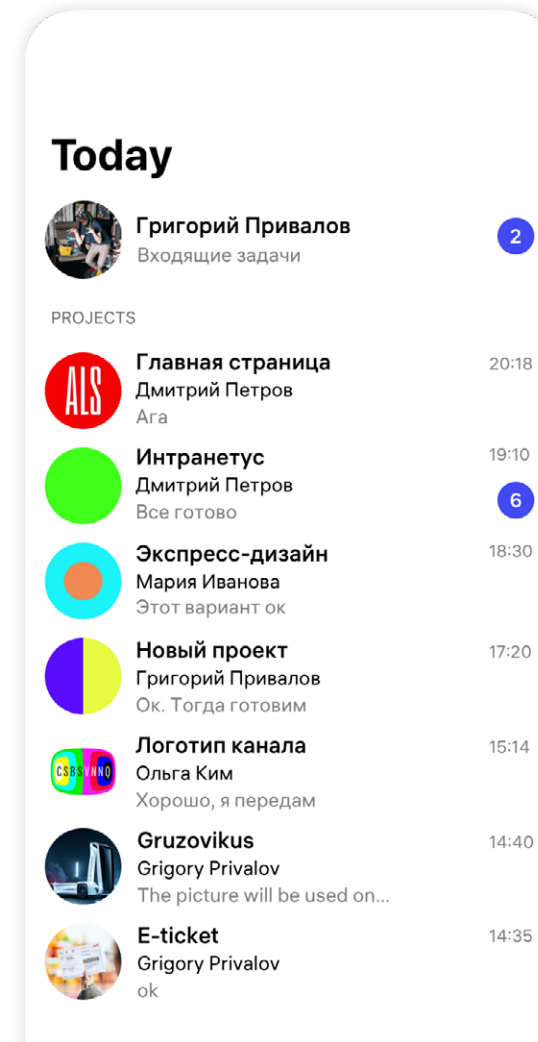 Today
Григорий Привалов
Входящие задачи
2
PROJECTS
ALS
Главная страница
20:18
Дмитрий Петров
Ага
Интранетус
19:10
Дмитрий Петров
Все готово
6
Экспресс-дизайн
18:30
Мария Иванова
Этот вариант ок
Новый проект
17:20
Григорий Привалов
Ок. Тогда готовим
CSBSVNNQ
Логотип канала
15:14
Ольга Ким
Хорошо, я передам
Gruzovikus
14:40
Grigory Privalov
The picture will be used on...
E-ticket
14:35
Grigory Privalov
ok